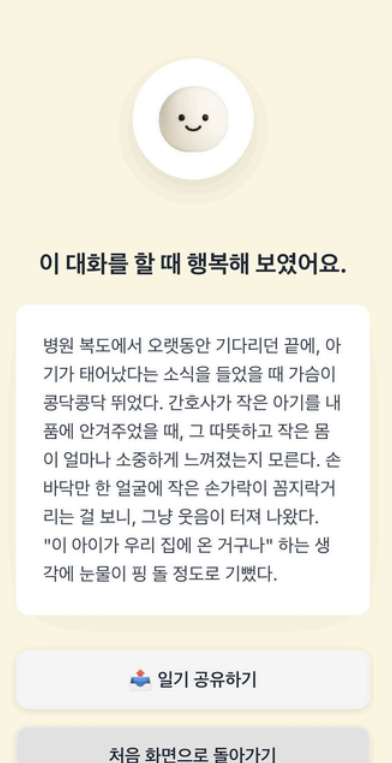 이 대화를 할 때 행복해 보였어요.
병원 복도에서 오랫동안 기다리던 끝에, 아
기가 태어났다는 소식을 들었을 때 가슴이
콩닥콩닥 뛰었다. 간호사가 작은 아기를 내
품에 안겨주었을 때, 그 따뜻하고 작은 몸
이 얼마나 소중하게 느껴졌는지 모른다. 손
바닥만 한 얼굴에 작은 손가락이 꼼지락거
리는 걸 보니, 그냥 웃음이 터져 나왔다.
"이 아이가 우리 집에 온 거구나" 하는 생
각에 눈물이 핑 돌 정도로 기뻤다.
📤 일기 공유하기
처음 화면으로 돌아가기